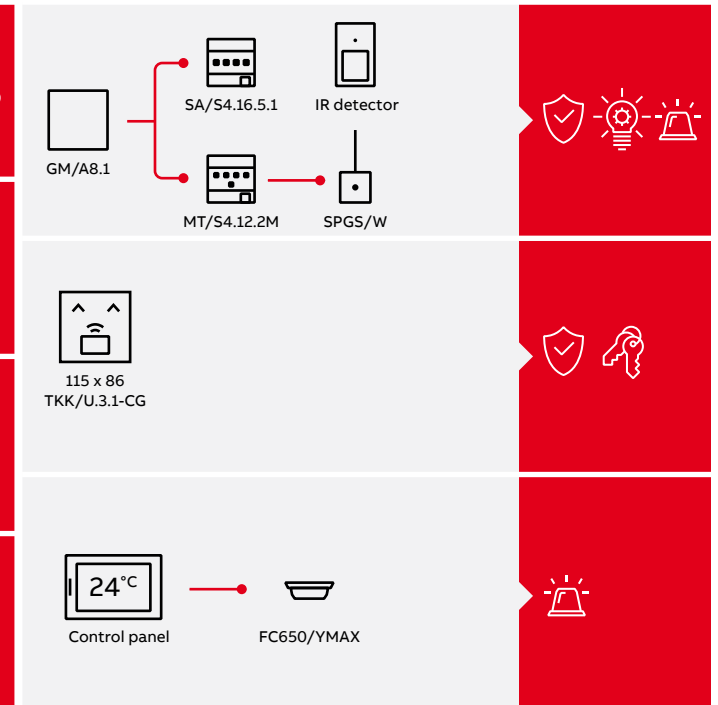 SA/S4.16.5.1
IR detector
GM/A8.1
MT/S4.12.2M
SPGS/W
115 x 86
TKK/U.3.1-CG
24°C
Control panel
FC650/YMAX